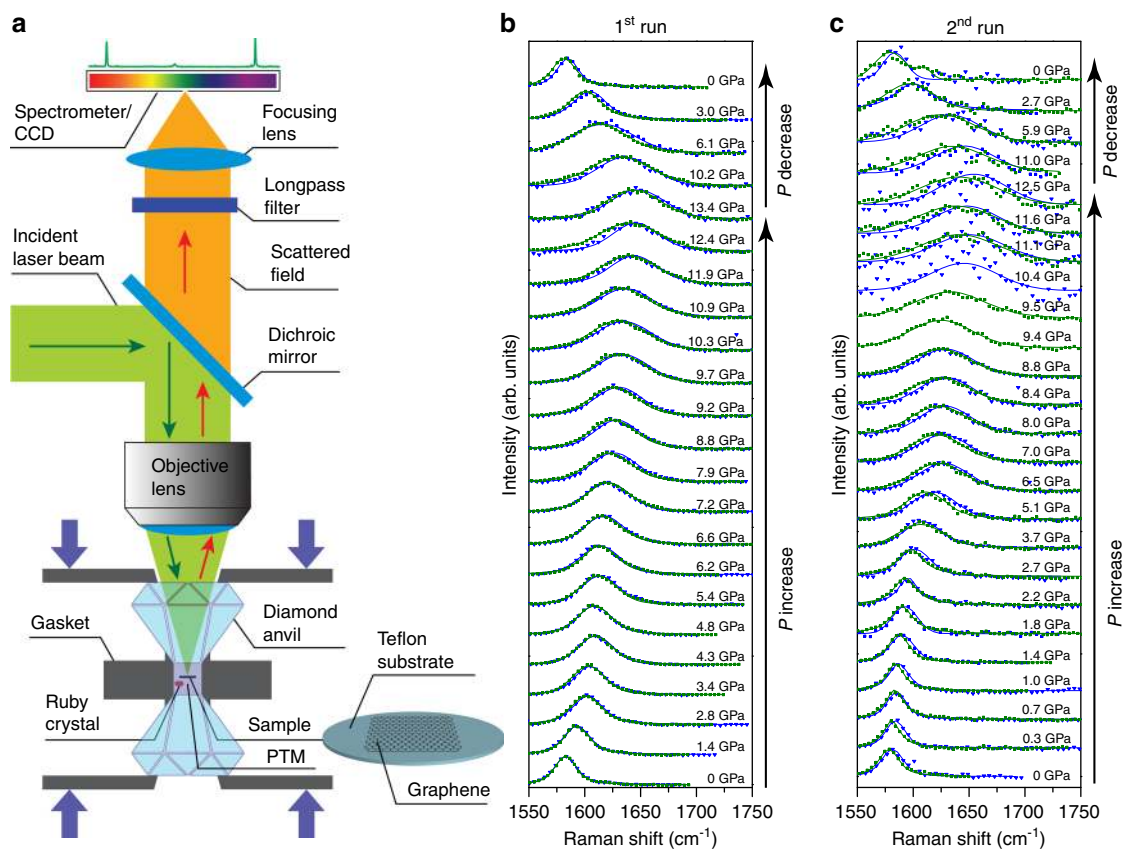 a
Spectrometer/
CCD
Focusing
lens
Longpass
filter
Incident
laser beam
Scattered
field
Dichroic
mirror
Objective
lens
Gasket
Diamond
anvil
Teflon
substrate
Ruby
crystal
Sample
PTM
Graphene
b
1st run
Intensity (arb. units)
0 GPa
3.0 GPa
6.1 GPa
10.2 GPa
13.4 GPa
12.4 GPa
11.9 GPa
10.9 GPa
10.3 GPa
9.7 GPa
9.2 GPa
8.8 GPa
7.9 GPa
7.2 GPa
6.6 GPa
6.2 GPa
5.4 GPa
4.8 GPa
4.3 GPa
3.4 GPa
2.8 GPa
1.4 GPa
0 GPa
P decrease
P increase
1550 1600 1650 1700 1750
Raman shift (cm-1)
c
2nd run
Intensity (arb. units)
0 GPa
2.7 GPa
5.9 GPa
11.0 GPa
12.5 GPa
11.6 GPa
11.1 GPa
10.4 GPa
9.5 GPa
9.4 GPa
8.8 GPa
8.4 GPa
8.0 GPa
7.0 GPa
6.5 GPa
5.1 GPa
3.7 GPa
2.7 GPa
2.2 GPa
1.8 GPa
1.4 GPa
1.0 GPa
0.7 GPa
0.3 GPa
0 GPa
P decrease
P increase
1550 1600 1650 1700 1750
Raman shift (cm-1)